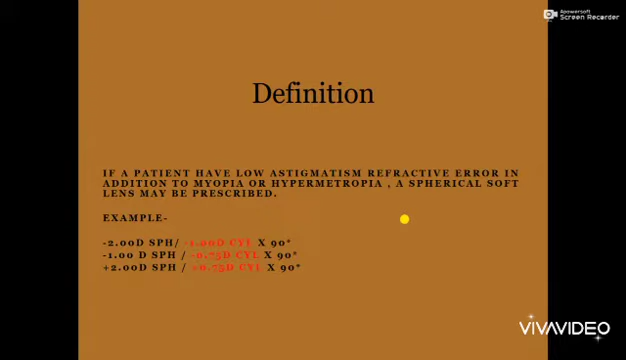 Apowersoft
Screen Recorder
Definition
IF A PATIENT HAVE LOW ASTIGMATISM REFRACTIVE ERROR IN
ADDITION TO MYOPIA OR HYPERMETROPIA , A SPHERICAL SOFT
LENS MAY BE PRESCRIBED.
EXAMPLE-
-2.00D SPH/ -1.00D CYL X 90°
-1.00 D SPH / -0.75D CYL X 90°
+2.00D SPH / +0.75D CYL X 90°
VIVAVIDEO